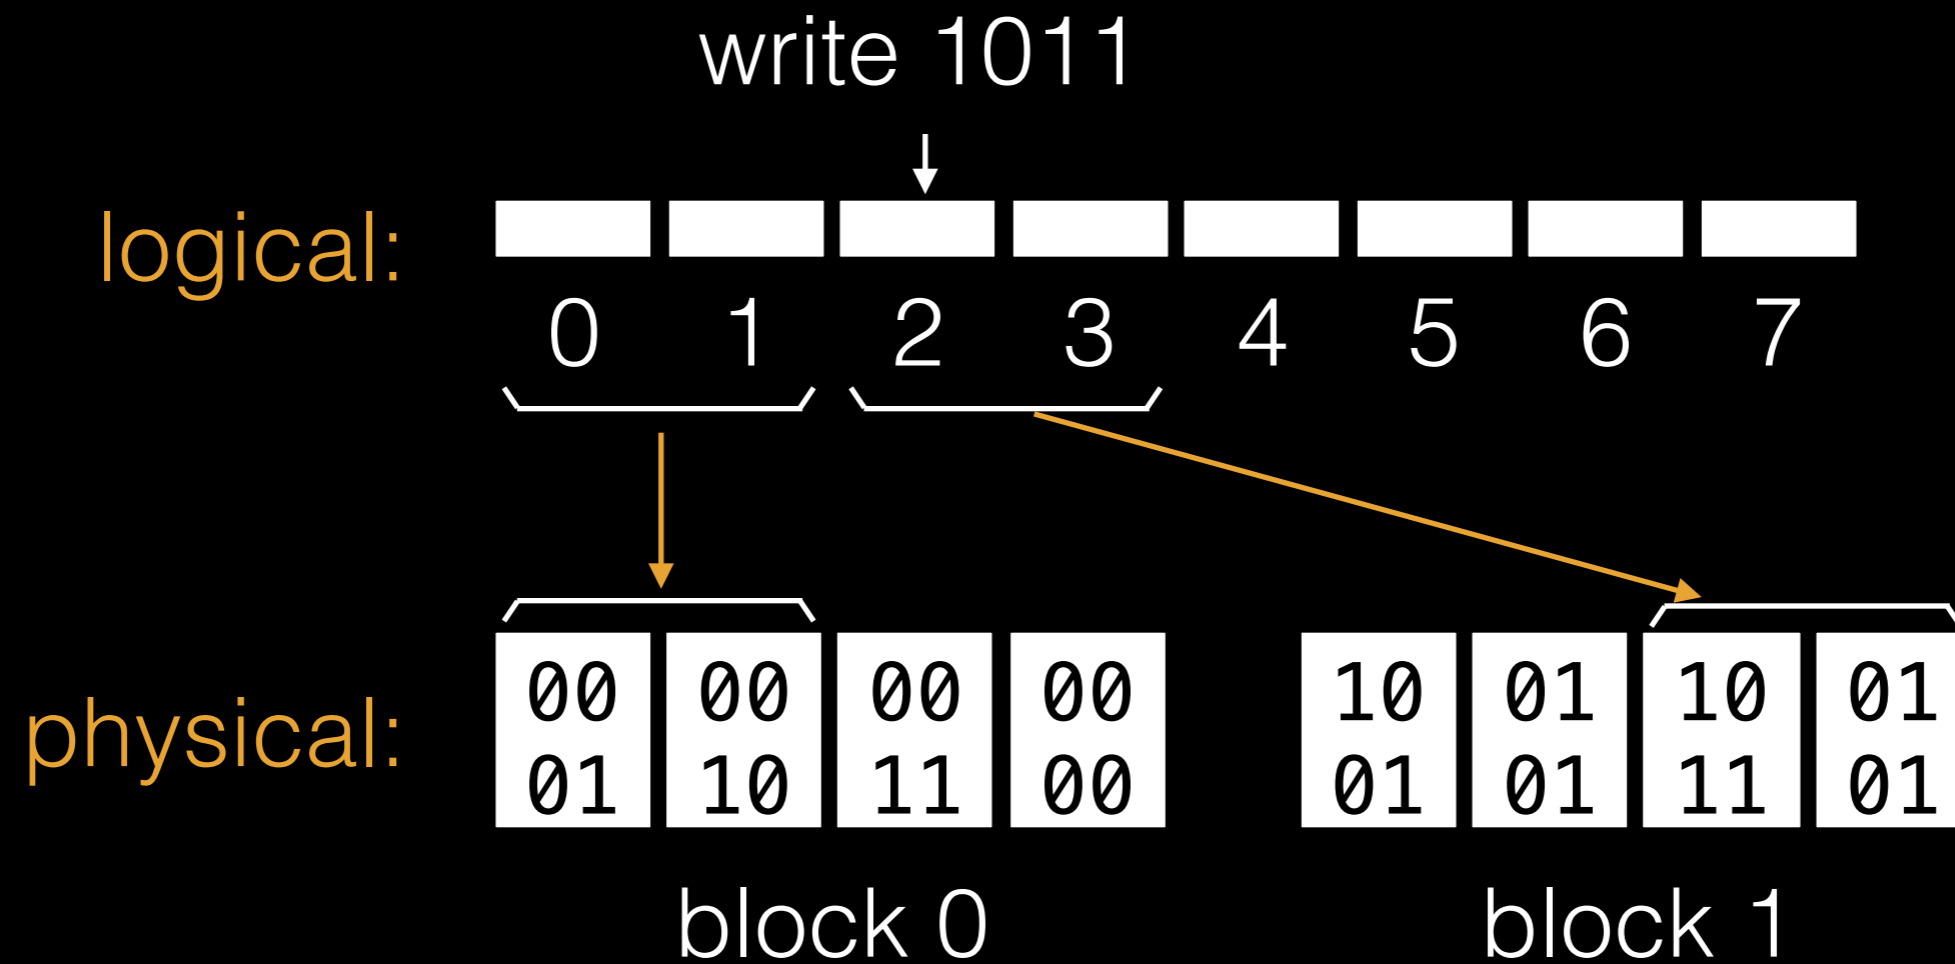 write 1011
logical:
0 1 2 3 4 5 6 7
physical:
00 00 00 00 10 01 10 01
01 10 11 00 01 01 11 01
block 0 block 1